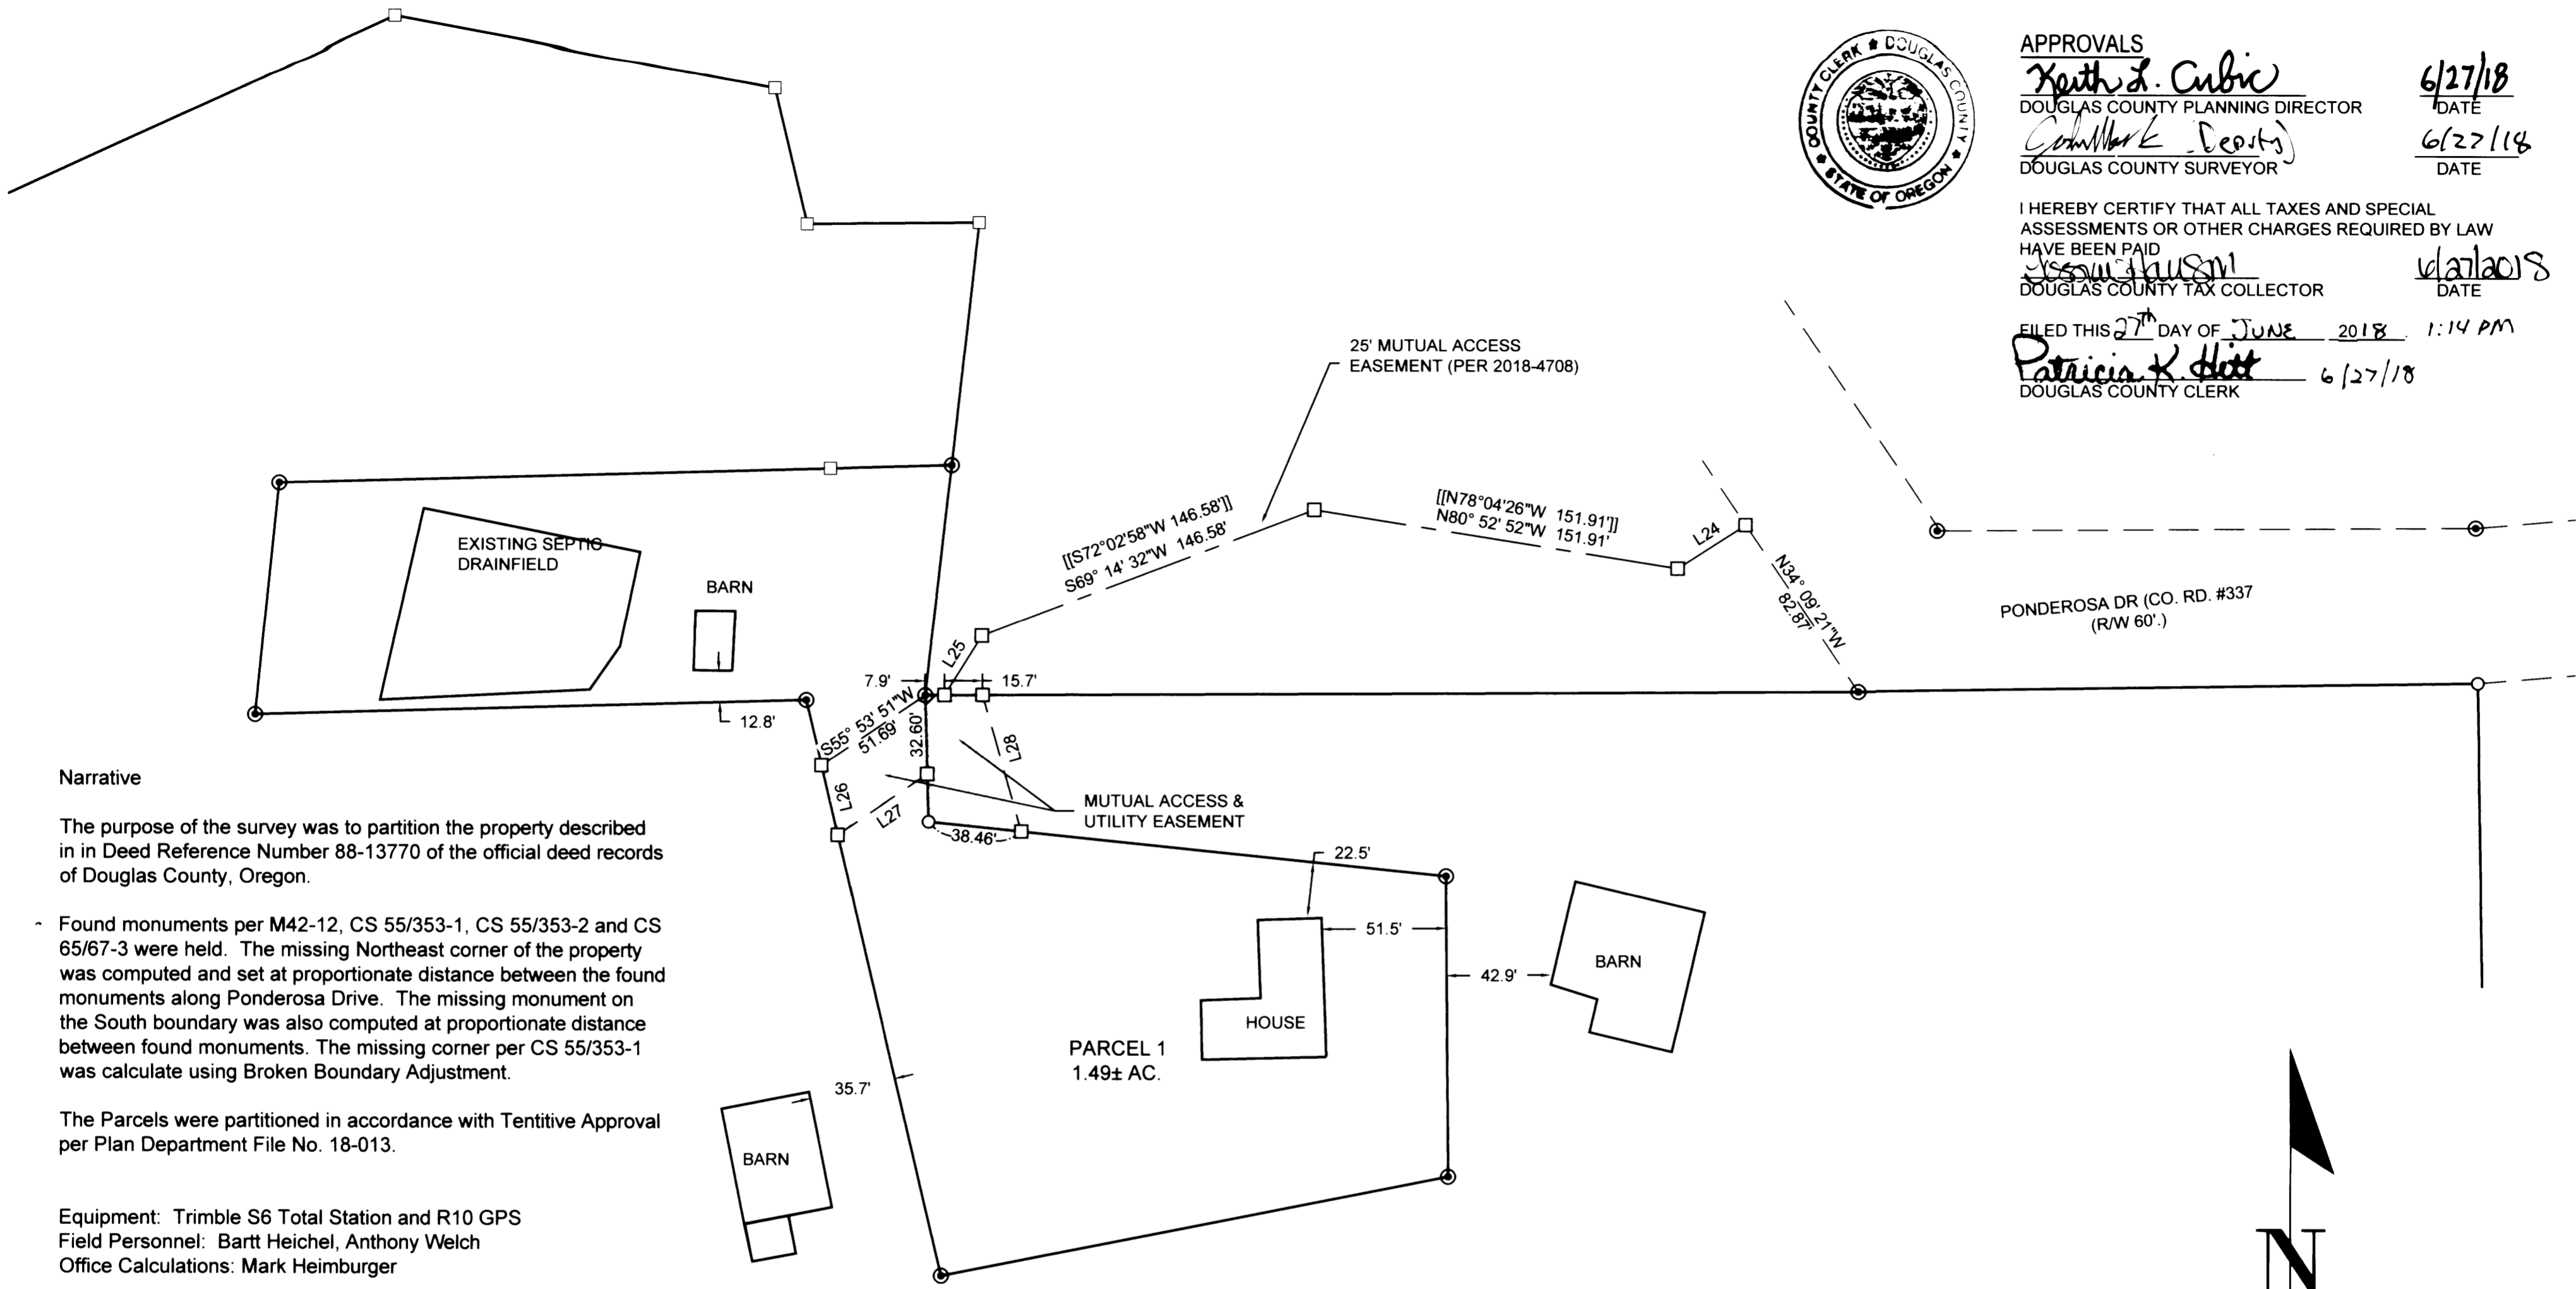 COUNTY CLERK ★ DOUGLAS COUNTY ★ STATE OF OREGON ★
APPROVALS
Keith L. Cubic 6/27/18
DOUGLAS COUNTY PLANNING DIRECTOR DATE
6/27/18
DOUGLAS COUNTY SURVEYOR DATE
I HEREBY CERTIFY THAT ALL TAXES AND SPECIAL
ASSESSMENTS OR OTHER CHARGES REQUIRED BY LAW
HAVE BEEN PAID
6/27/2018
DOUGLAS COUNTY TAX COLLECTOR DATE
FILED THIS 27th DAY OF JUNE 2018 1:14 PM
Patricia K. Hitt 6/27/18
DOUGLAS COUNTY CLERK
25' MUTUAL ACCESS
EASEMENT (PER 2018-4708)
[[S72°02'58"W 146.58']]
S69° 14' 32"W 146.58'
[[N78°04'26"W 151.91']]
N80° 52' 52"W 151.91'
L24
N34° 09' 21"W
82.87'
PONDEROSA DR (CO. RD. #337
(R/W 60'.)
EXISTING SEPTIC
DRAINFIELD
BARN
12.8'
L25
7.9'
15.7'
S55° 53' 51"W
51.69'
32.60'
L28
L26
L27
MUTUAL ACCESS &
UTILITY EASEMENT
38.46'
22.5'
51.5'
42.9'
BARN
HOUSE
PARCEL 1
1.49± AC.
35.7'
BARN
Narrative
The purpose of the survey was to partition the property described
in in Deed Reference Number 88-13770 of the official deed records
of Douglas County, Oregon.
Found monuments per M42-12, CS 55/353-1, CS 55/353-2 and CS
65/67-3 were held. The missing Northeast corner of the property
was computed and set at proportionate distance between the found
monuments along Ponderosa Drive. The missing monument on
the South boundary was also computed at proportionate distance
between found monuments. The missing corner per CS 55/353-1
was calculate using Broken Boundary Adjustment.
The Parcels were partitioned in accordance with Tentitive Approval
per Plan Department File No. 18-013.
Equipment: Trimble S6 Total Station and R10 GPS
Field Personnel: Bartt Heichel, Anthony Welch
Office Calculations: Mark Heimburger
N